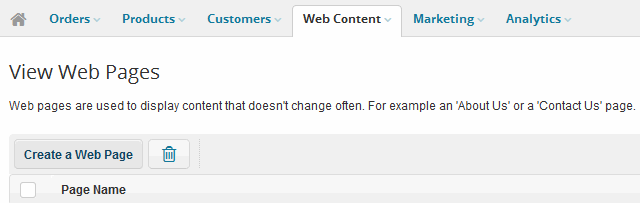 Orders Products Customers Web Content Marketing Analytics
View Web Pages
Web pages are used to display content that doesn't change often. For example an 'About Us' or a 'Contact Us' page.
Create a Web Page
Page Name